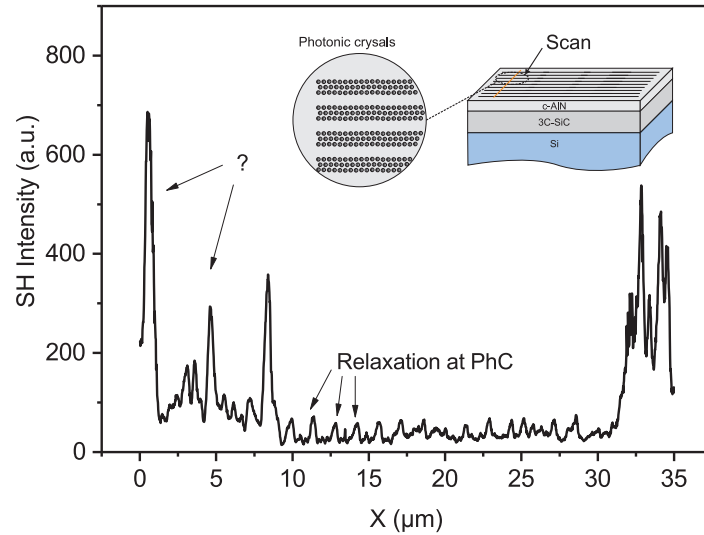 Photonic crysals
Scan
c-AlN
3C-SiC
Si
?
Relaxation at PhC
SH Intensity (a.u.)
800
600
400
200
0
0
5
10
15
20
25
30
35
X (μm)